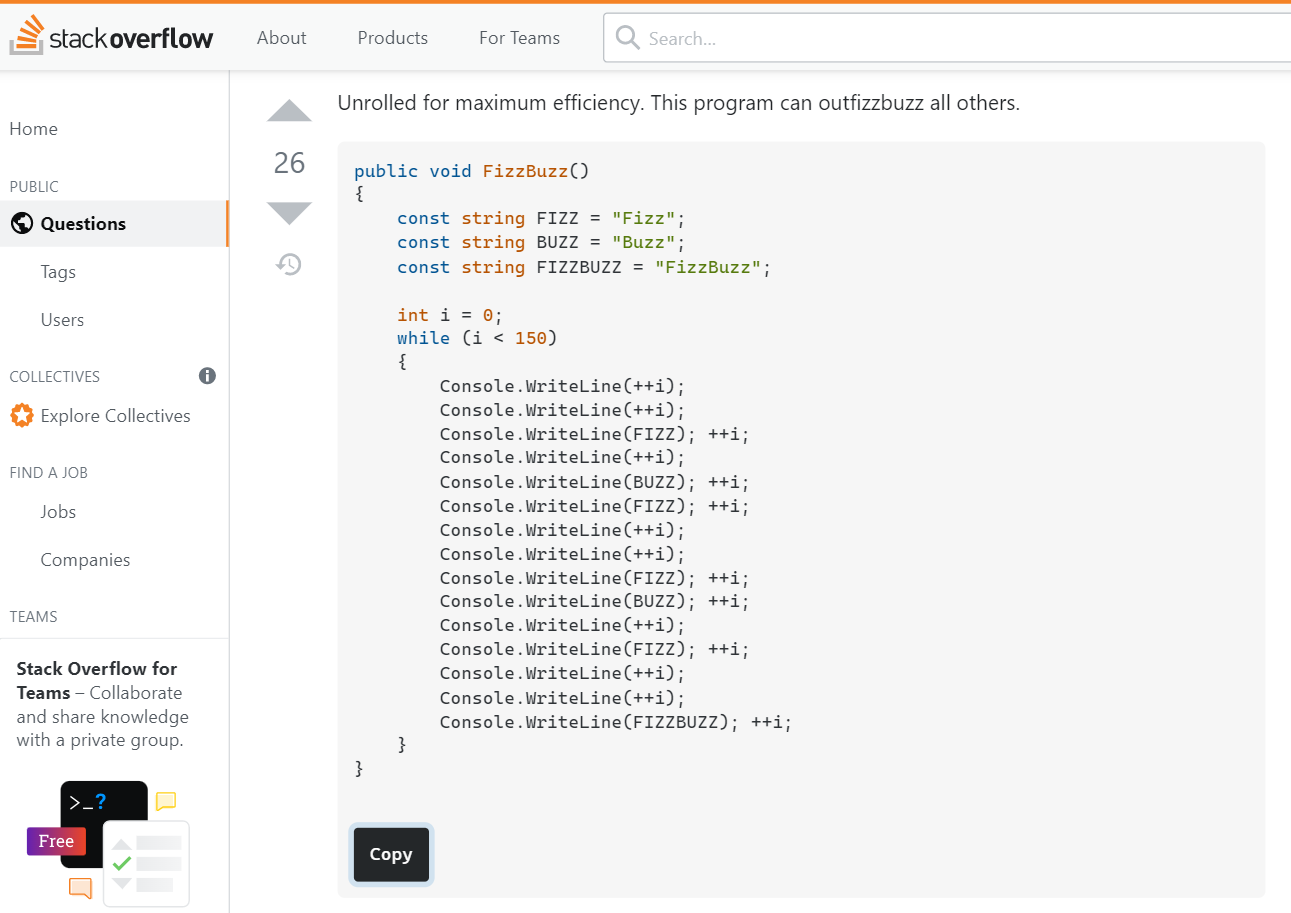 stackoverflow About Products For Teams Search...
Home
PUBLIC
Questions
Tags
Users
COLLECTIVES
Explore Collectives
FIND A JOB
Jobs
Companies
TEAMS
Stack Overflow for
Teams – Collaborate
and share knowledge
with a private group.
>_?
Free
26
Unrolled for maximum efficiency. This program can outfizzbuzz all others.
public void FizzBuzz()
{
    const string FIZZ = "Fizz";
    const string BUZZ = "Buzz";
    const string FIZZBUZZ = "FizzBuzz";

    int i = 0;
    while (i < 150)
    {
        Console.WriteLine(++i);
        Console.WriteLine(++i);
        Console.WriteLine(FIZZ); ++i;
        Console.WriteLine(++i);
        Console.WriteLine(BUZZ); ++i;
        Console.WriteLine(FIZZ); ++i;
        Console.WriteLine(++i);
        Console.WriteLine(++i);
        Console.WriteLine(FIZZ); ++i;
        Console.WriteLine(BUZZ); ++i;
        Console.WriteLine(++i);
        Console.WriteLine(FIZZ); ++i;
        Console.WriteLine(++i);
        Console.WriteLine(++i);
        Console.WriteLine(FIZZBUZZ); ++i;
    }
}
Copy